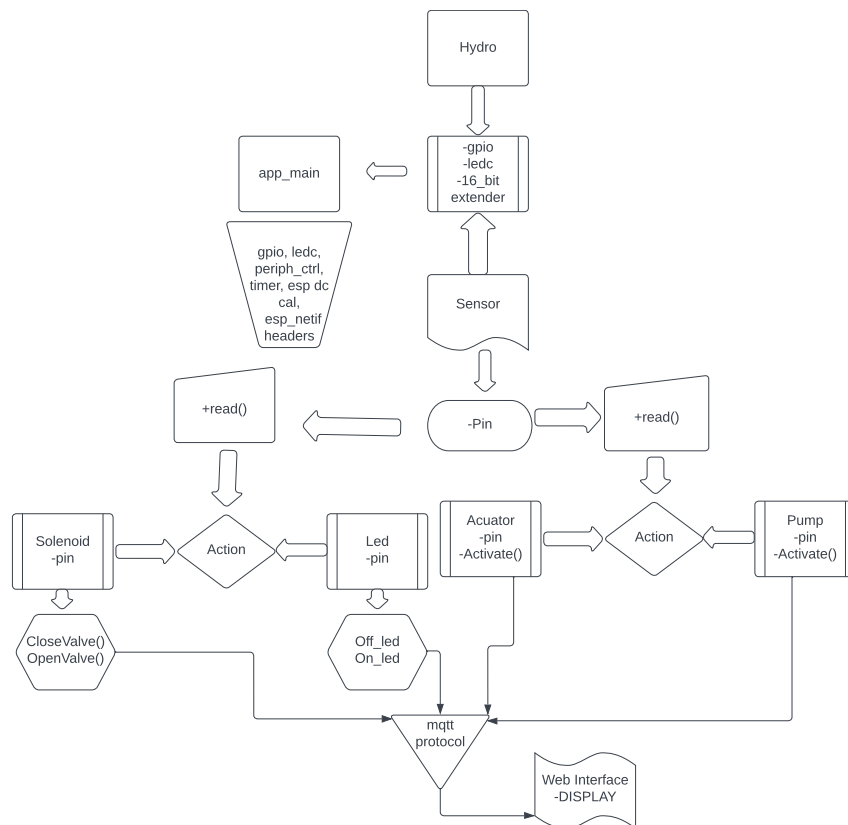 Hydro
-gpio
-ledc
-16_bit
extender
app_main
gpio, ledc,
periph_ctrl,
timer, esp dc
cal,
esp_netif
headers
Sensor
+read()
-Pin
+read()
Solenoid
-pin
Action
Led
-pin
Acuator
-pin
-Activate()
Action
Pump
-pin
-Activate()
CloseValve()
OpenValve()
Off_led
On_led
mqtt
protocol
Web Interface
-DISPLAY